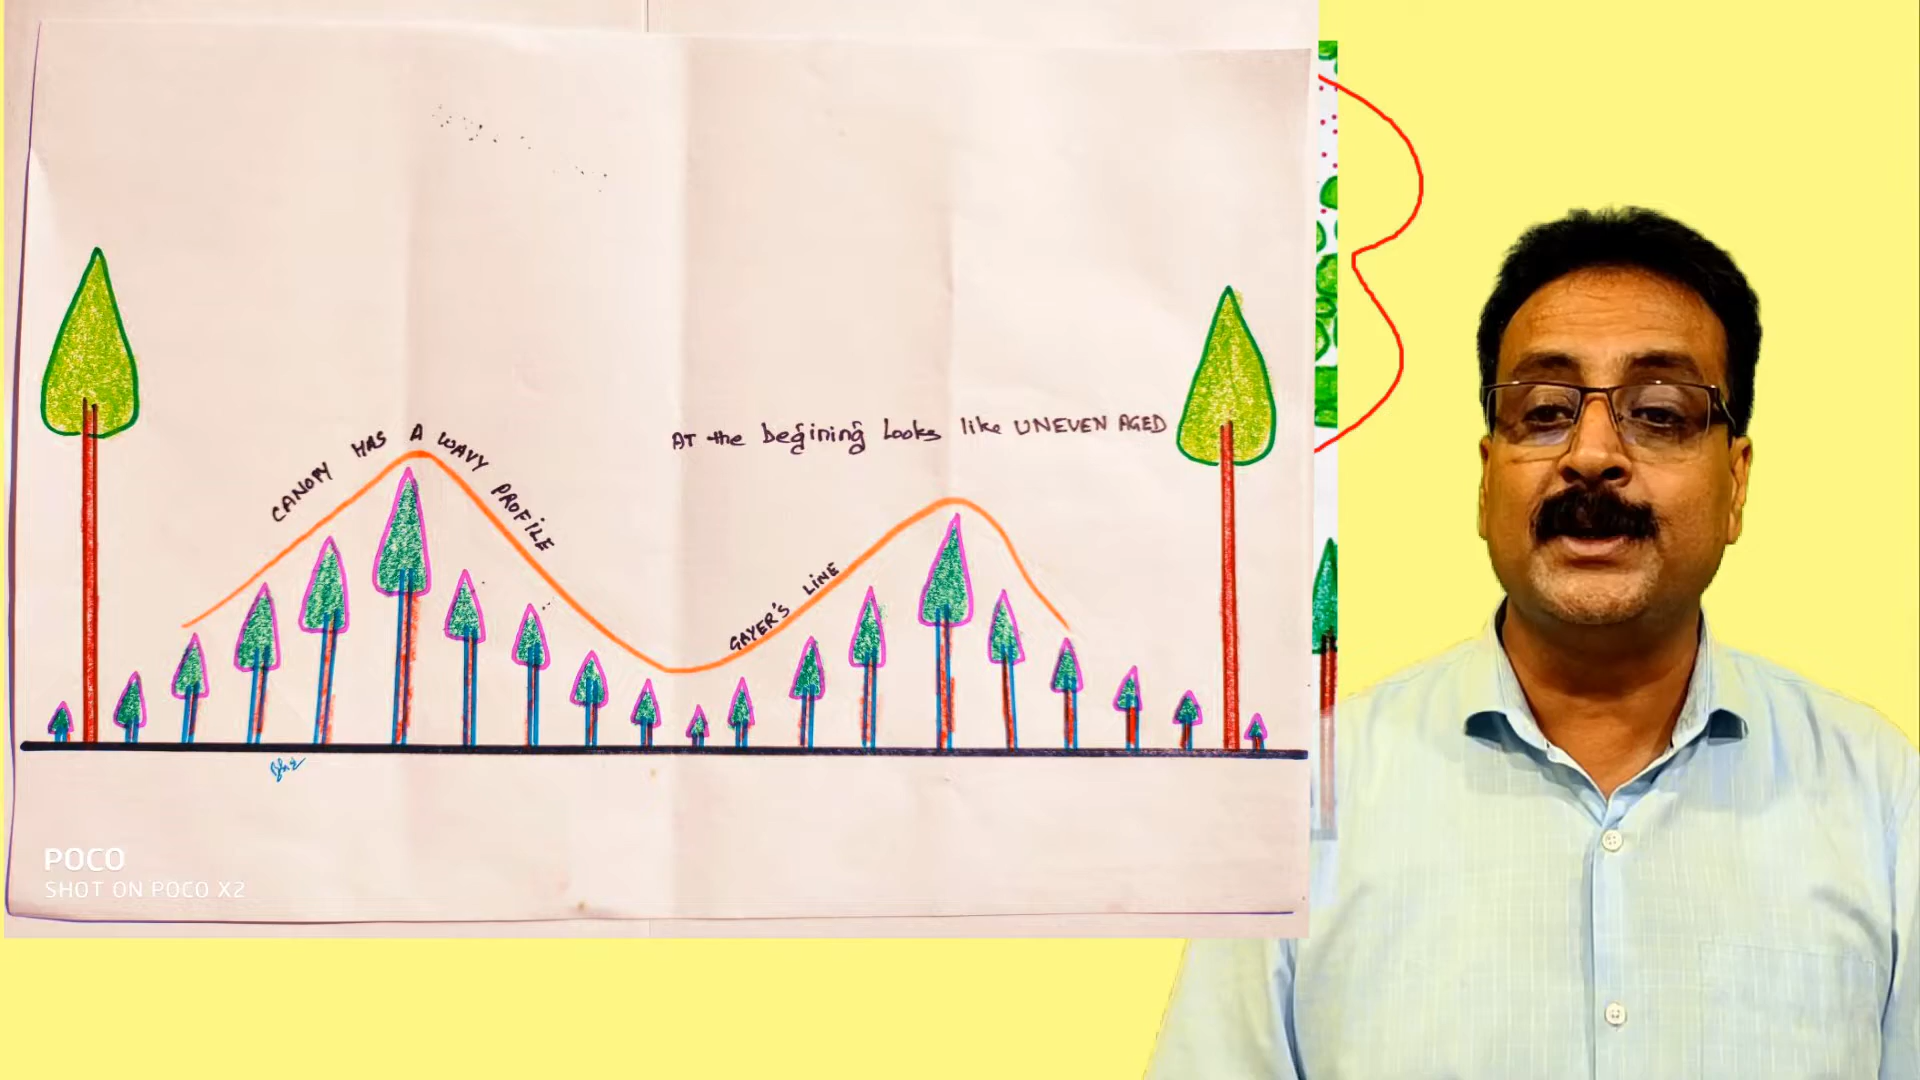 CANOPY HAS A WAVY PROFILE
AT the begining Looks like UNEVEN AGED
GAYER'S LINE
POCO
SHOT ON POCO X2